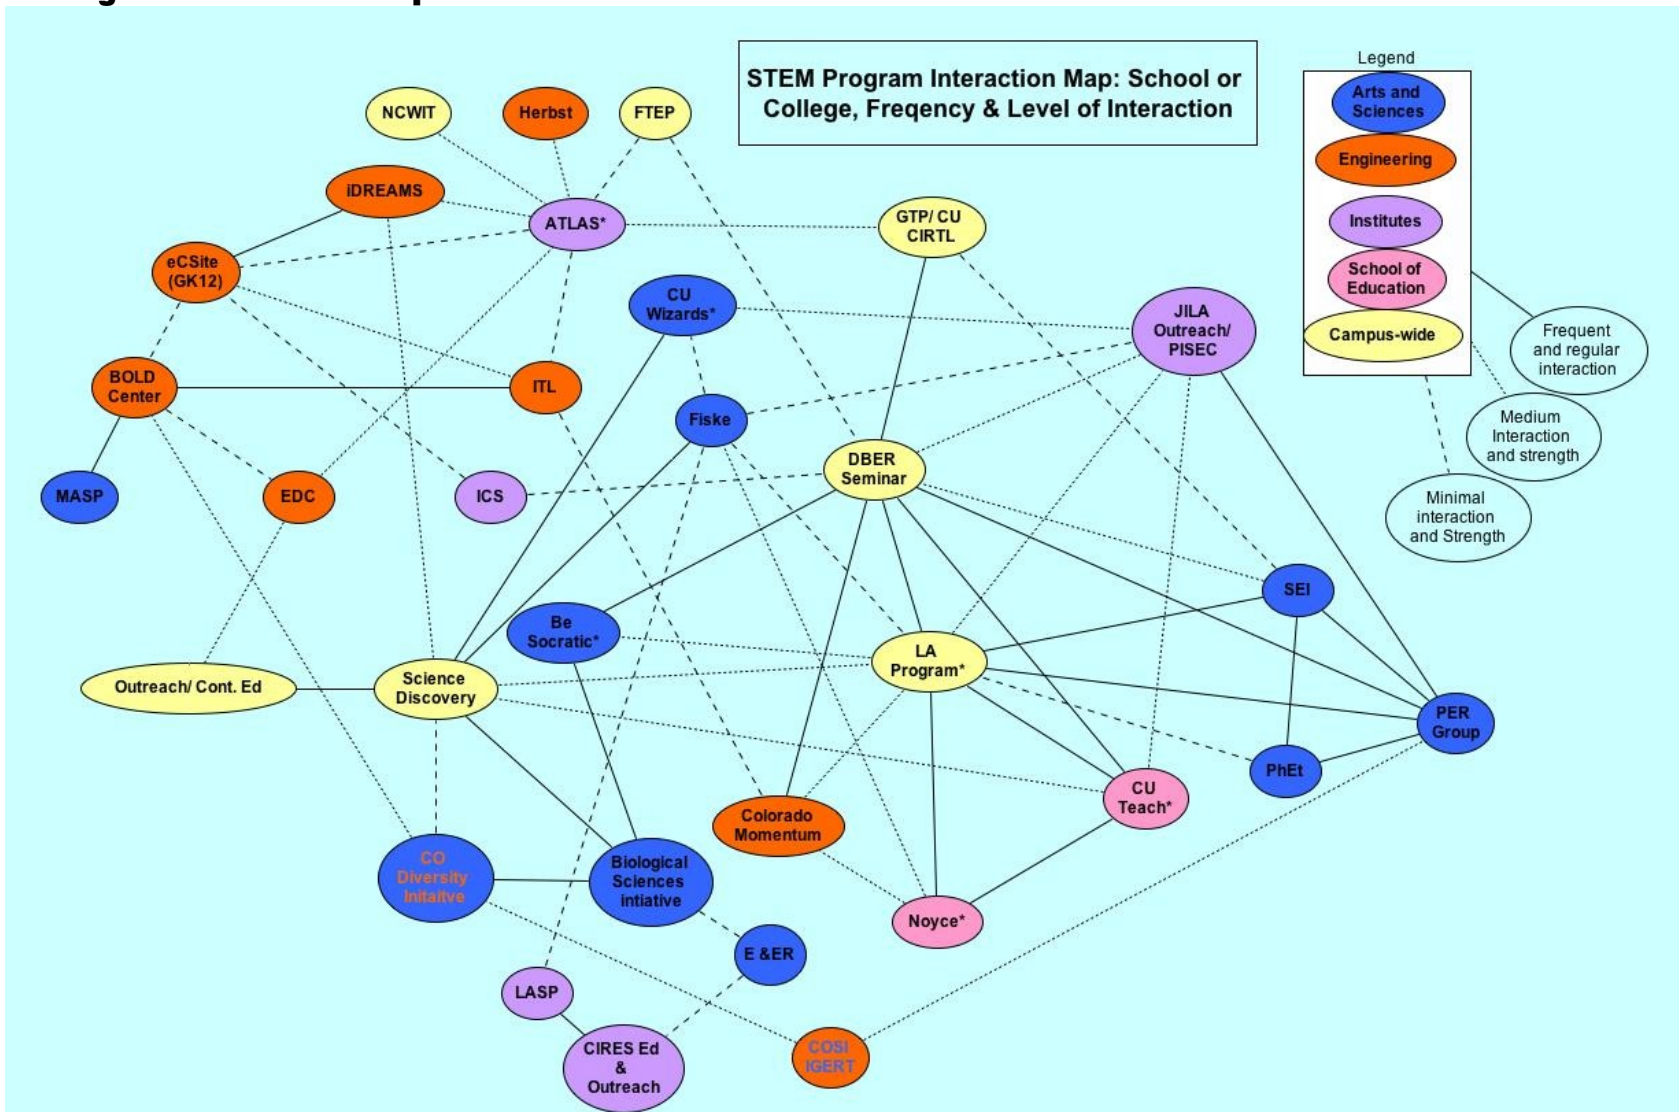 STEM Program Interaction Map: School or
College, Freqency & Level of Interaction
Legend
Arts and
Sciences
Engineering
Institutes
School of
Education
Campus-wide
Frequent
and regular
interaction
Medium
Interaction
and strength
Minimal
interaction
and Strength
NCWIT
Herbst
FTEP
iDREAMS
ATLAS*
GTP/ CU
CIRTL
eCSite
(GK12)
CU
Wizards*
JILA
Outreach/
PISEC
BOLD
Center
ITL
Fiske
DBER
Seminar
MASP
EDC
ICS
SEI
Be
Socratic*
LA
Program*
Outreach/ Cont. Ed
Science
Discovery
PER
Group
PhEt
CU
Teach*
Colorado
Momentum
CO
Diversity
Initaitve
Biological
Sciences
Intiative
Noyce*
E &ER
LASP
CIRES Ed
&
Outreach
COSI
IGERT